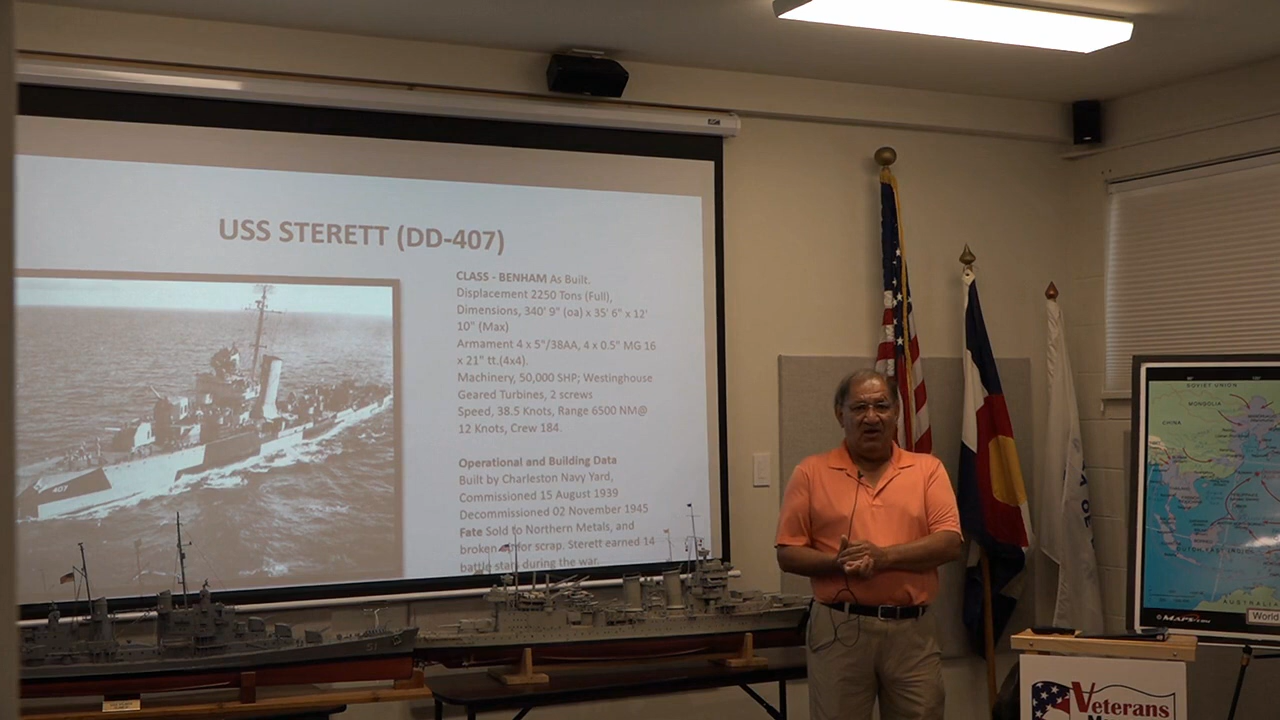 USS STERETT (DD-407)
CLASS - BENHAM As Built.
Displacement 2250 Tons (Full),
Dimensions, 340' 9" (oa) x 35' 6" x 12'
10" (Max)
Armament 4 x 5"/38AA, 4 x 0.5" MG 16
x 21" tt.(4x4).
Machinery, 50,000 SHP; Westinghouse
Geared Turbines, 2 screws
Speed, 38.5 Knots, Range 6500 NM@
12 Knots, Crew 184.
Operational and Building Data
Built by Charleston Navy Yard,
Commissioned 15 August 1939
Decommissioned 02 November 1945
Fate Sold to Northern Metals, and
broken for scrap. Sterett earned 14
battle stars during the war.
407
SOVIET UNION
MONGOLIA
CHINA
DUTCH EAST INDIES
AUSTRALIA
MAPS.com
World
Veterans